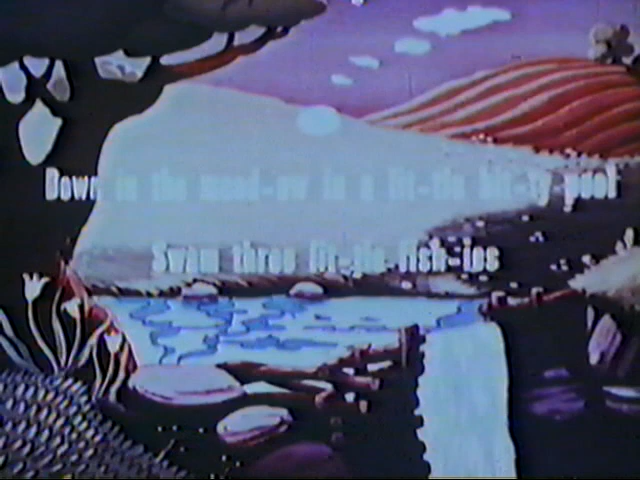 Down in the mead-ow in a lit-tle bit-ty pool
Swam three lit-tle fish-ies